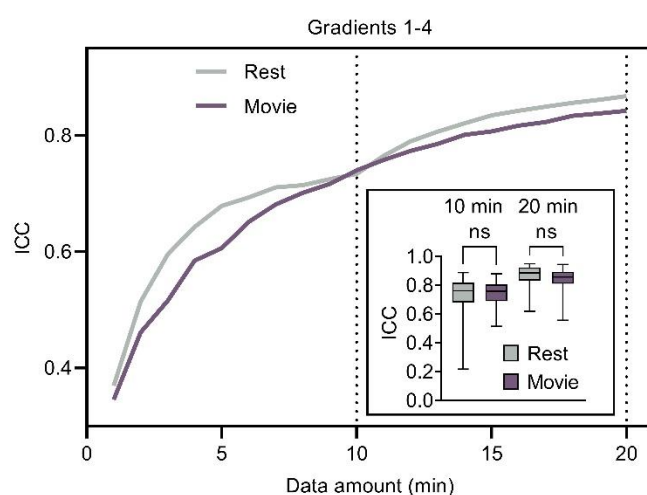 Gradients 1-4
Rest
Movie
ICC
0.8
0.6
0.4
0
5
10
15
20
Data amount (min)
10 min
20 min
ns
ns
ICC
1.0
0.8
0.6
0.4
0.2
0.0
Rest
Movie